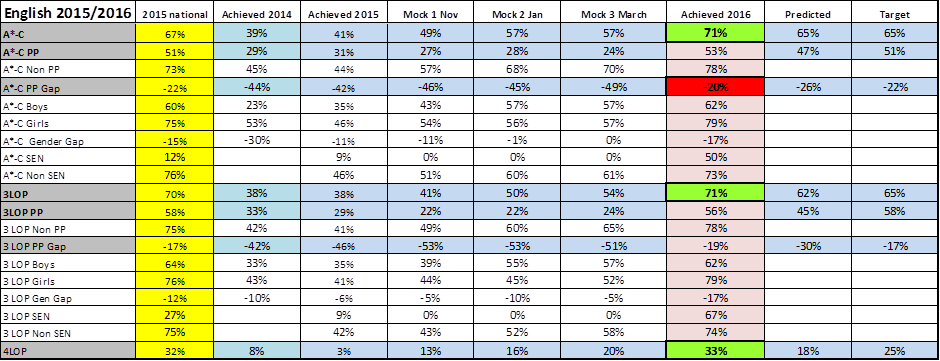 English 2015/2016 2015 national Achieved 2014 Achieved 2015 Mock 1 Nov Mock 2 Jan Mock 3 March Achieved 2016 Predicted Target
A*-C 67% 39% 41% 49% 57% 57% 71% 65% 65%
A*-C PP 51% 29% 31% 27% 28% 24% 53% 47% 51%
A*-C Non PP 73% 45% 44% 57% 68% 70% 78%
A*-C PP Gap -22% -44% -42% -46% -45% -49% -20% -26% -22%
A*-C Boys 60% 23% 35% 43% 57% 57% 62%
A*-C Girls 75% 53% 46% 54% 56% 57% 79%
A*-C Gender Gap -15% -30% -11% -11% -1% 0% -17%
A*-C SEN 12% 9% 0% 0% 0% 50%
A*-C Non SEN 76% 46% 51% 60% 61% 73%
3LOP 70% 38% 38% 41% 50% 54% 71% 62% 65%
3LOP PP 58% 33% 29% 22% 22% 24% 56% 45% 58%
3 LOP Non PP 75% 42% 41% 49% 60% 65% 78%
3 LOP PP Gap -17% -42% -46% -53% -53% -51% -19% -30% -17%
3 LOP Boys 64% 33% 35% 39% 55% 57% 62%
3 LOP Girls 76% 43% 41% 44% 45% 52% 79%
3 LOP Gen Gap -12% -10% -6% -5% -10% -5% -17%
3 LOP SEN 27% 9% 0% 0% 0% 67%
3 LOP Non SEN 75% 42% 43% 52% 58% 74%
4LOP 32% 8% 3% 13% 16% 20% 33% 18% 25%